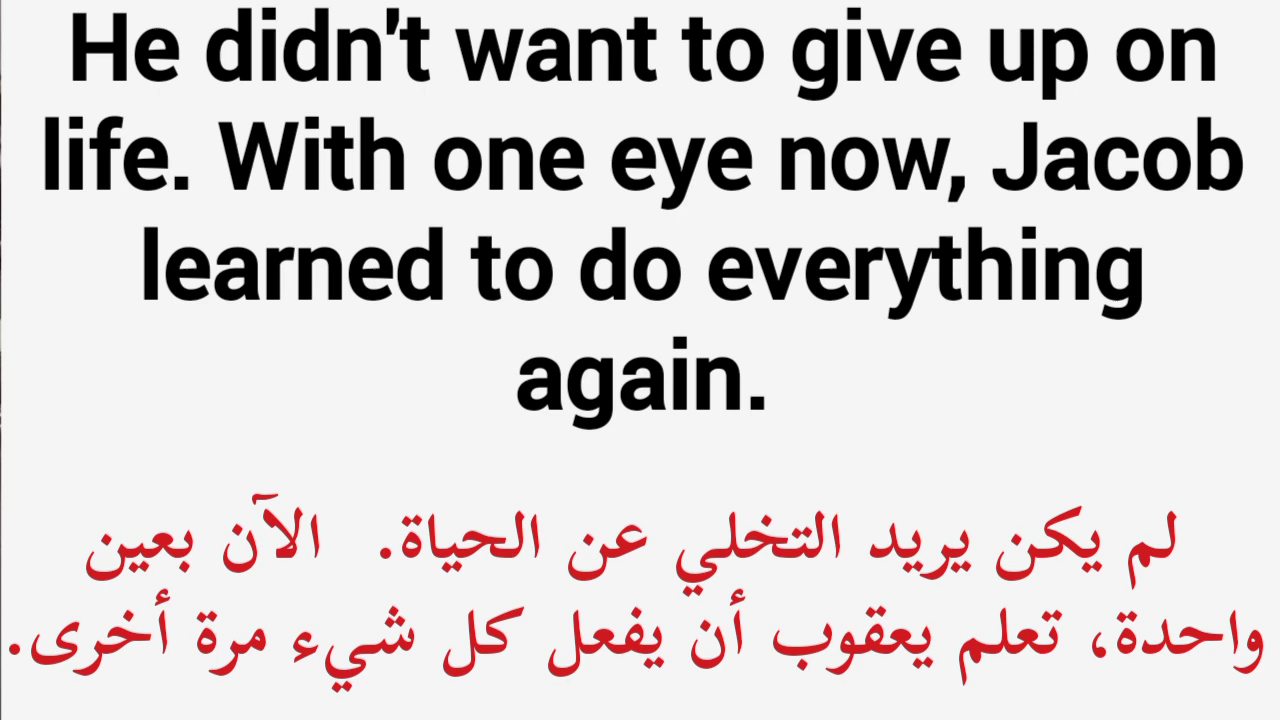 He didn't want to give up on
life. With one eye now, Jacob
learned to do everything
again.
لم يكن يريد التخلي عن الحياة. الآن بعين
واحدة، تعلم يعقوب أن يفعل كل شيء مرة أخرى.